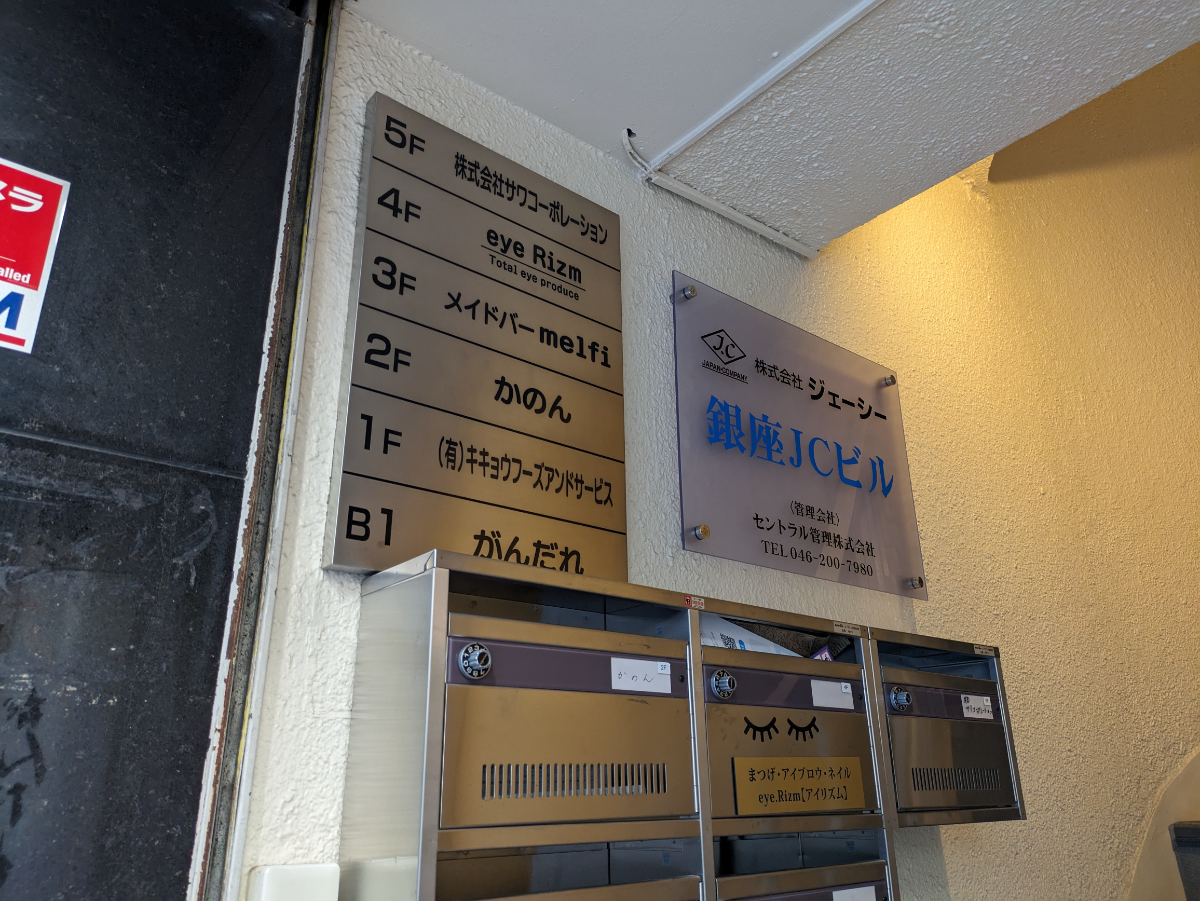 メラ
alled
M
5F 株式会社サワコーポレーション
4F eye Rizm
Total eye produce
3F メイドバー melfi
2F かのん
1F (有)キキョウフーズアンドサービス
B1 がんだれ
J.C
JAPAN・COMPANY
株式会社 ジェーシー
銀座JCビル
〈管理会社〉
セントラル管理株式会社
TEL 046-200-7980
2F
かのん
まつげ・アイブロウ・ネイル
eye.Rizm【アイリズム】